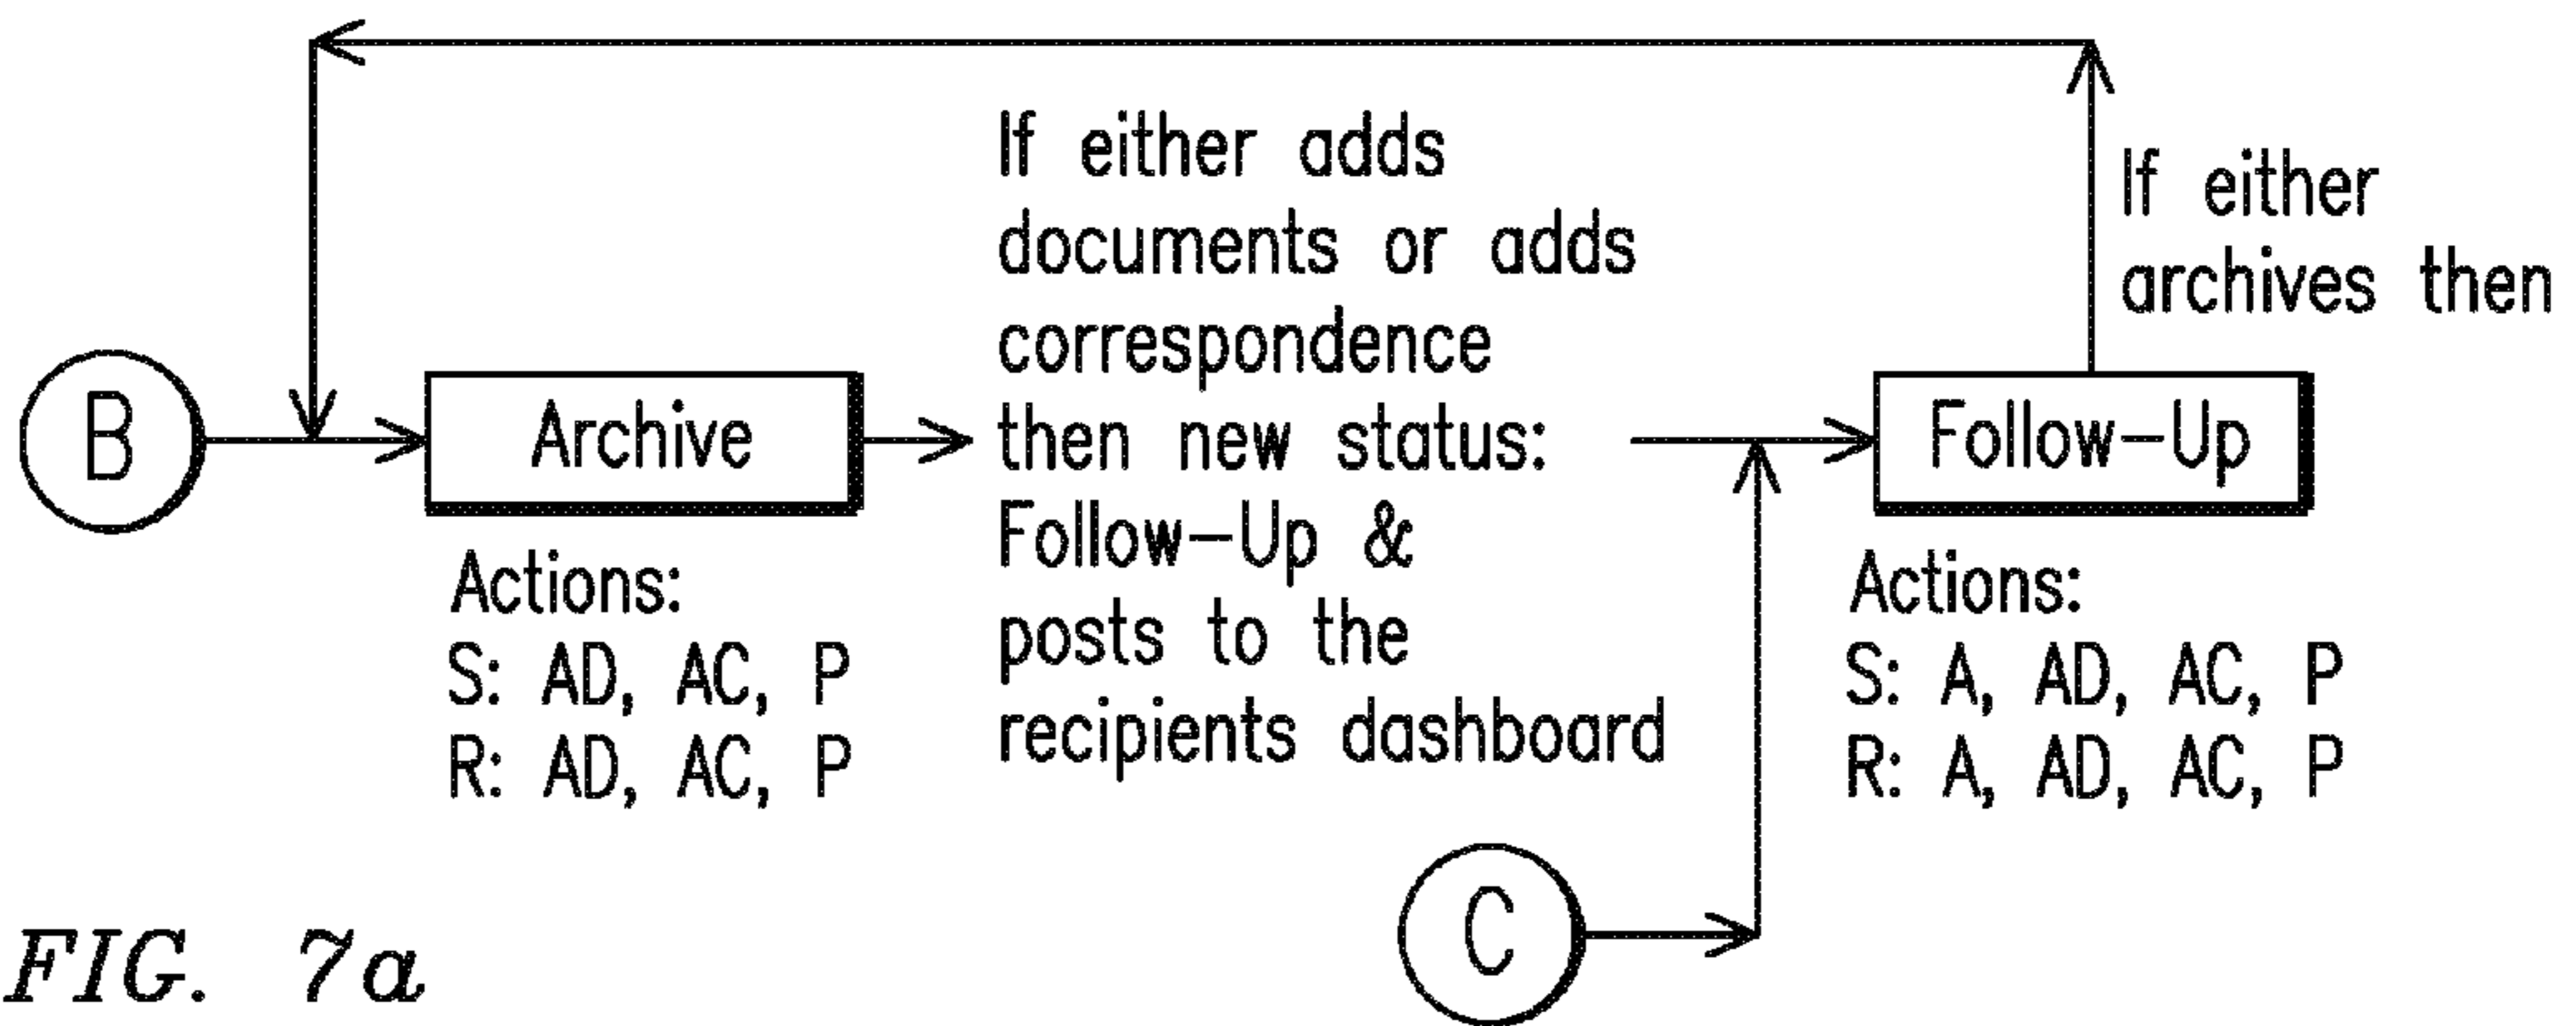 If either adds
documents or adds
correspondence
then new status:
Follow-Up &
posts to the
recipients dashboard
If either
archives then
B
Archive
Follow-Up
Actions:
S: AD, AC, P
R: AD, AC, P
Actions:
S: A, AD, AC, P
R: A, AD, AC, P
C
FIG. 7a